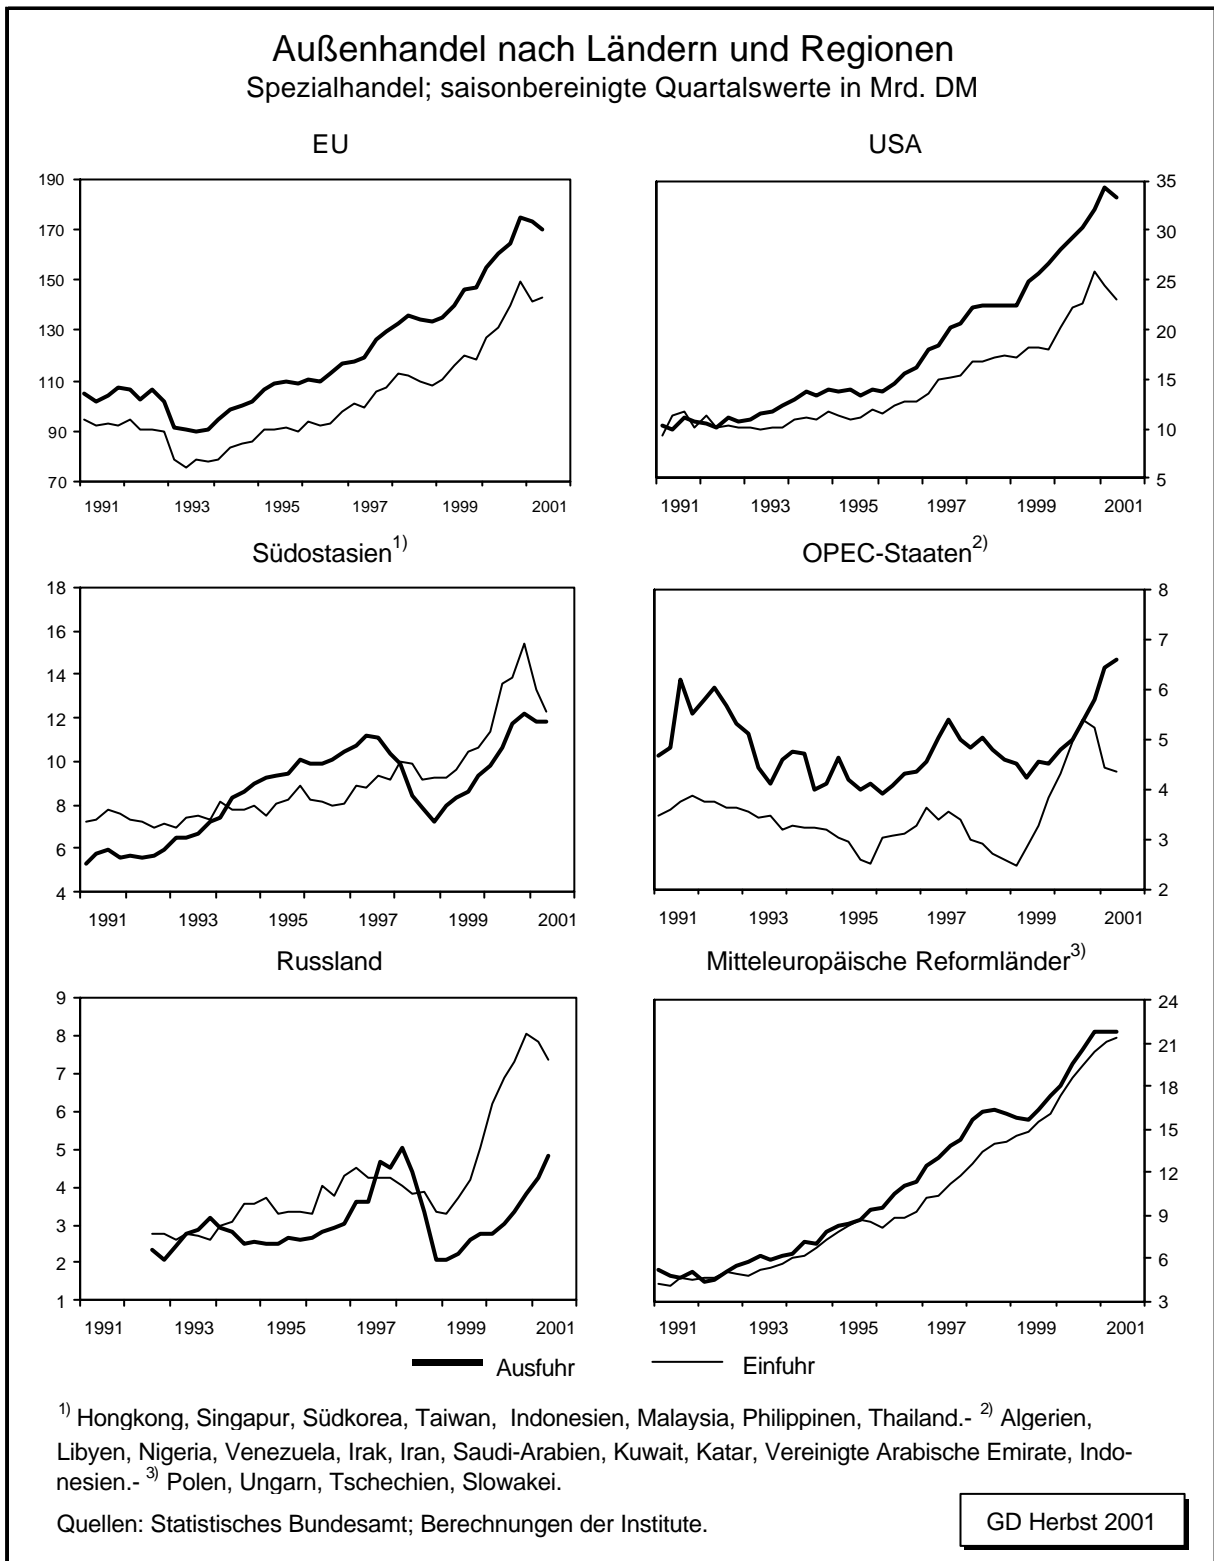 Außenhandel nach Ländern und Regionen
Spezialhandel; saisonbereinigte Quartalswerte in Mrd. DM
EU
190
170
150
130
110
90
70
1991 1993 1995 1997 1999 2001
USA
35
30
25
20
15
10
5
1991 1993 1995 1997 1999 2001
Südostasien 1)
18
16
14
12
10
8
6
4
1991 1993 1995 1997 1999 2001
OPEC-Staaten 2)
8
7
6
5
4
3
2
1991 1993 1995 1997 1999 2001
Russland
9
8
7
6
5
4
3
2
1
1991 1993 1995 1997 1999 2001
Mitteleuropäische Reformländer 3)
24
21
18
15
12
9
6
3
1991 1993 1995 1997 1999 2001
Ausfuhr Einfuhr
1) Hongkong, Singapur, Südkorea, Taiwan, Indonesien, Malaysia, Philippinen, Thailand.- 2) Algerien,
Libyen, Nigeria, Venezuela, Irak, Iran, Saudi-Arabien, Kuwait, Katar, Vereinigte Arabische Emirate, Indo-
nesien.- 3) Polen, Ungarn, Tschechien, Slowakei.
Quellen: Statistisches Bundesamt; Berechnungen der Institute.
GD Herbst 2001